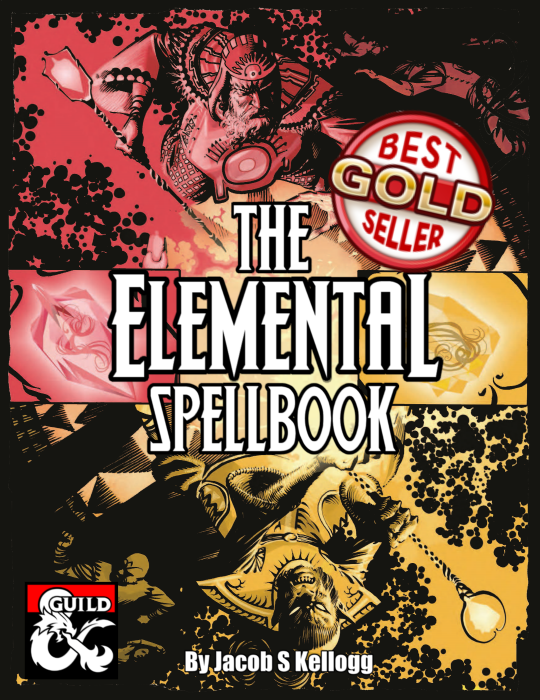 BEST
GOLD
SELLER
THE
ELEMENTAL
SPELLBOOK
GUILD
By Jacob S Kellogg